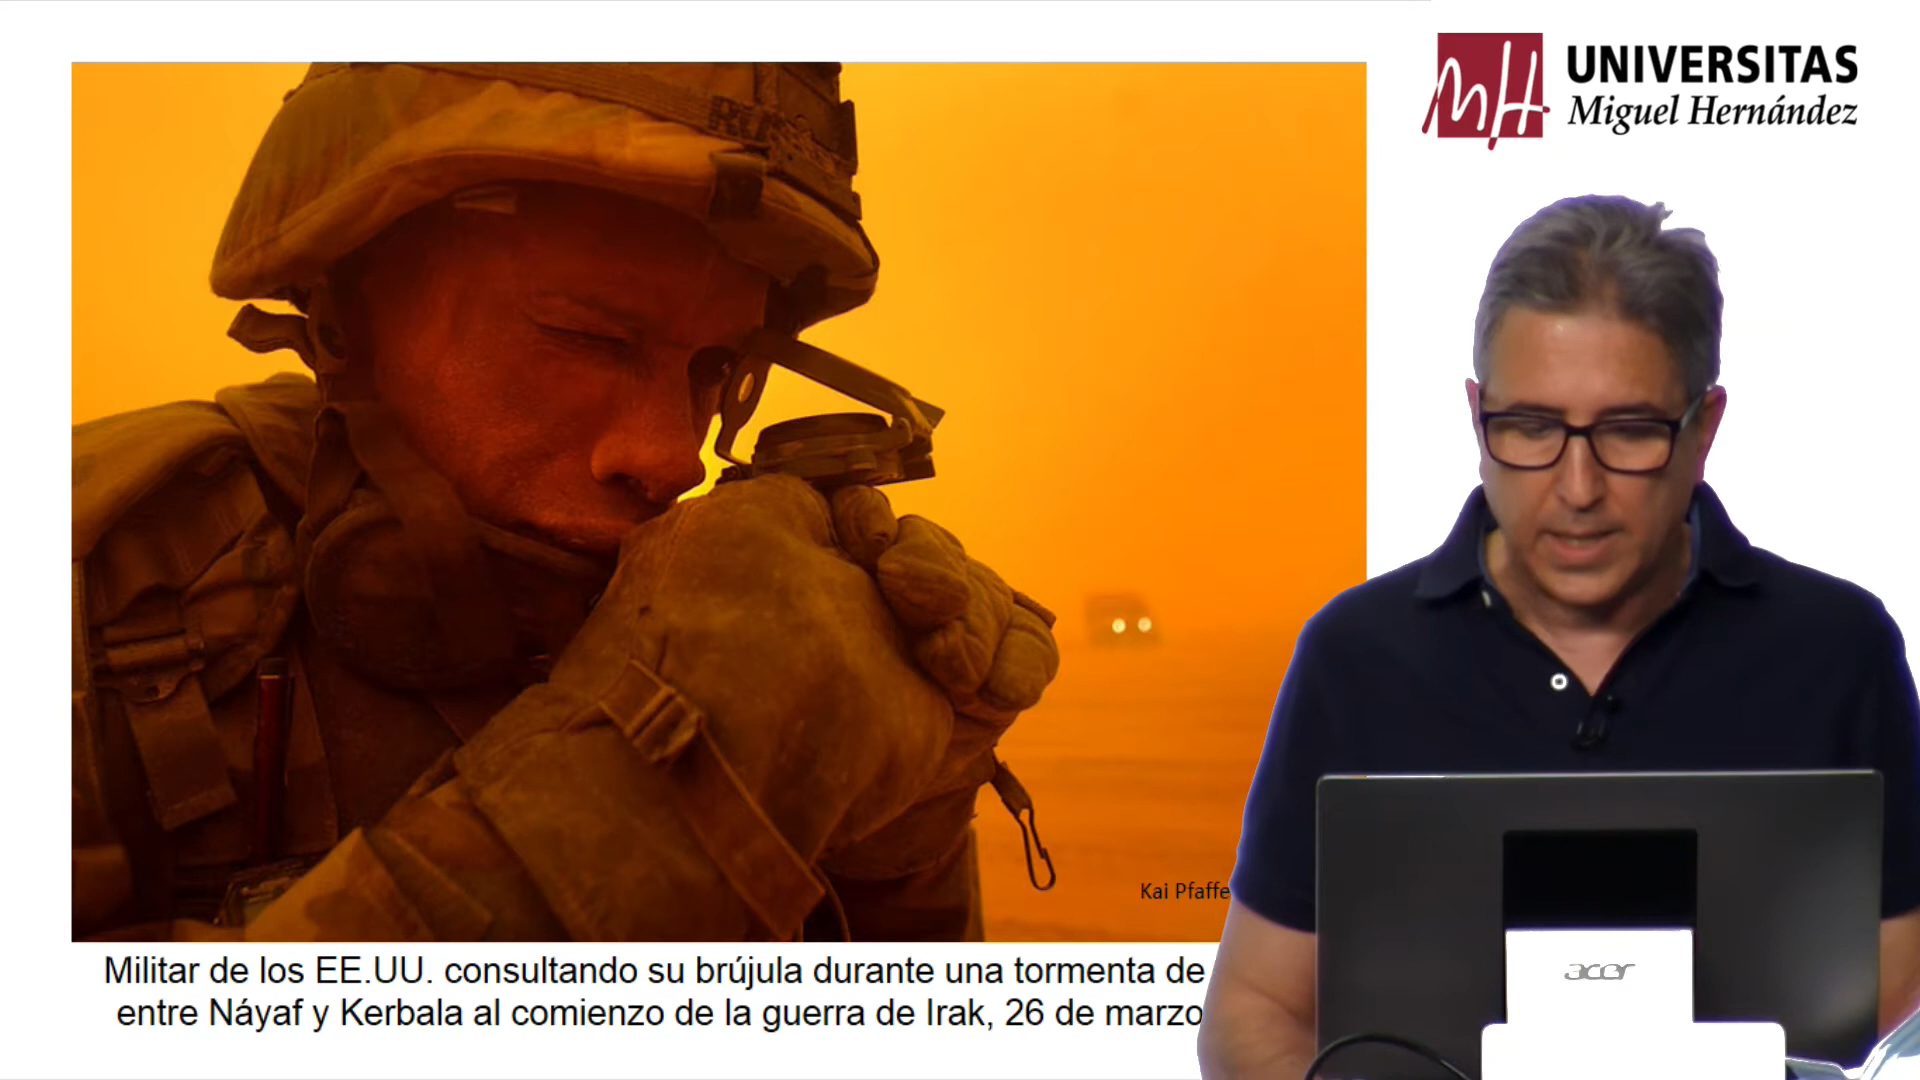 UNIVERSITAS
Miguel Hernández
Kai Pfaffe
Militar de los EE.UU. consultando su brújula durante una tormenta de
entre Náyaf y Kerbala al comienzo de la guerra de Irak, 26 de marzo
acer